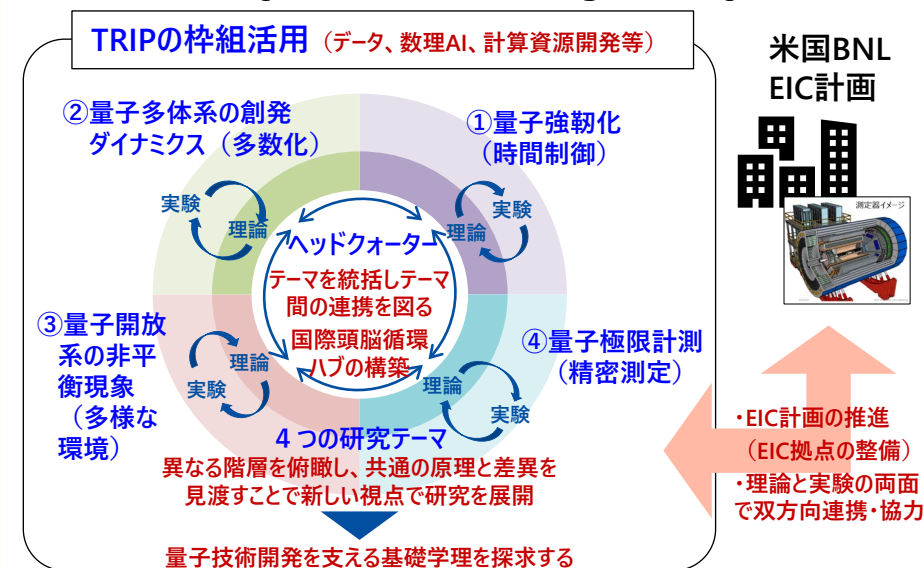 TRIPの枠組活用（データ、数理AI、計算資源開発等）
②量子多体系の創発
ダイナミクス（多数化）
①量子強靭化
（時間制御）
実験
理論
実験
理論
ヘッドクォーター
テーマを統括しテーマ
間の連携を図る
国際頭脳循環
ハブの構築
③量子開放
系の非平
衡現象
（多様な
環境）
理論
実験
④量子極限計測
（精密測定）
理論
実験
４つの研究テーマ
異なる階層を俯瞰し、共通の原理と差異を
見渡すことで新しい視点で研究を展開
量子技術開発を支える基礎学理を探求する
米国BNL
EIC計画
測定器イメージ
・EIC計画の推進
（EIC拠点の整備）
・理論と実験の両面
で双方向連携・協力